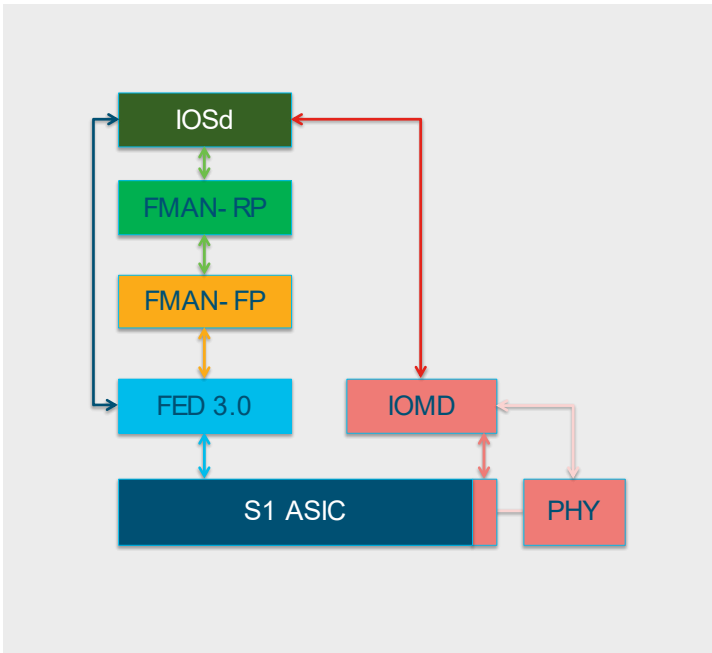 IOSd
FMAN- RP
FMAN- FP
FED 3.0
IOMD
S1 ASIC
PHY